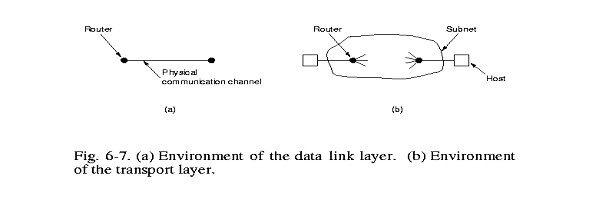 Router
Physical
communication channel
(a)
Router
Subnet
Host
(b)
Fig. 6-7. (a) Environment of the data link layer. (b) Environment
of the transport layer.